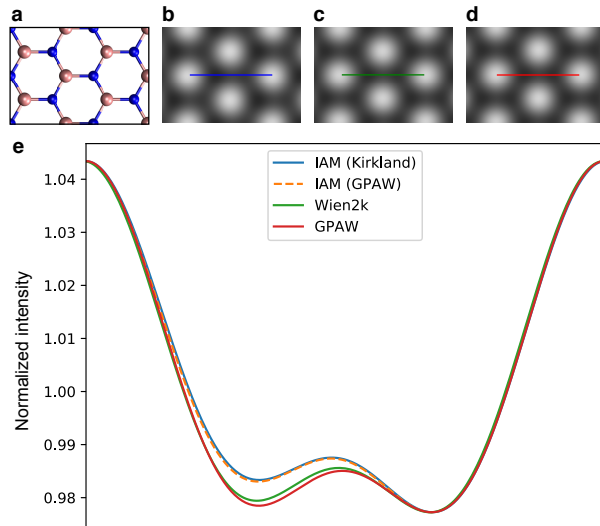 a b c d
e
IAM (Kirkland)
IAM (GPAW)
Wien2k
GPAW
Normalized intensity
1.04
1.03
1.02
1.01
1.00
0.99
0.98